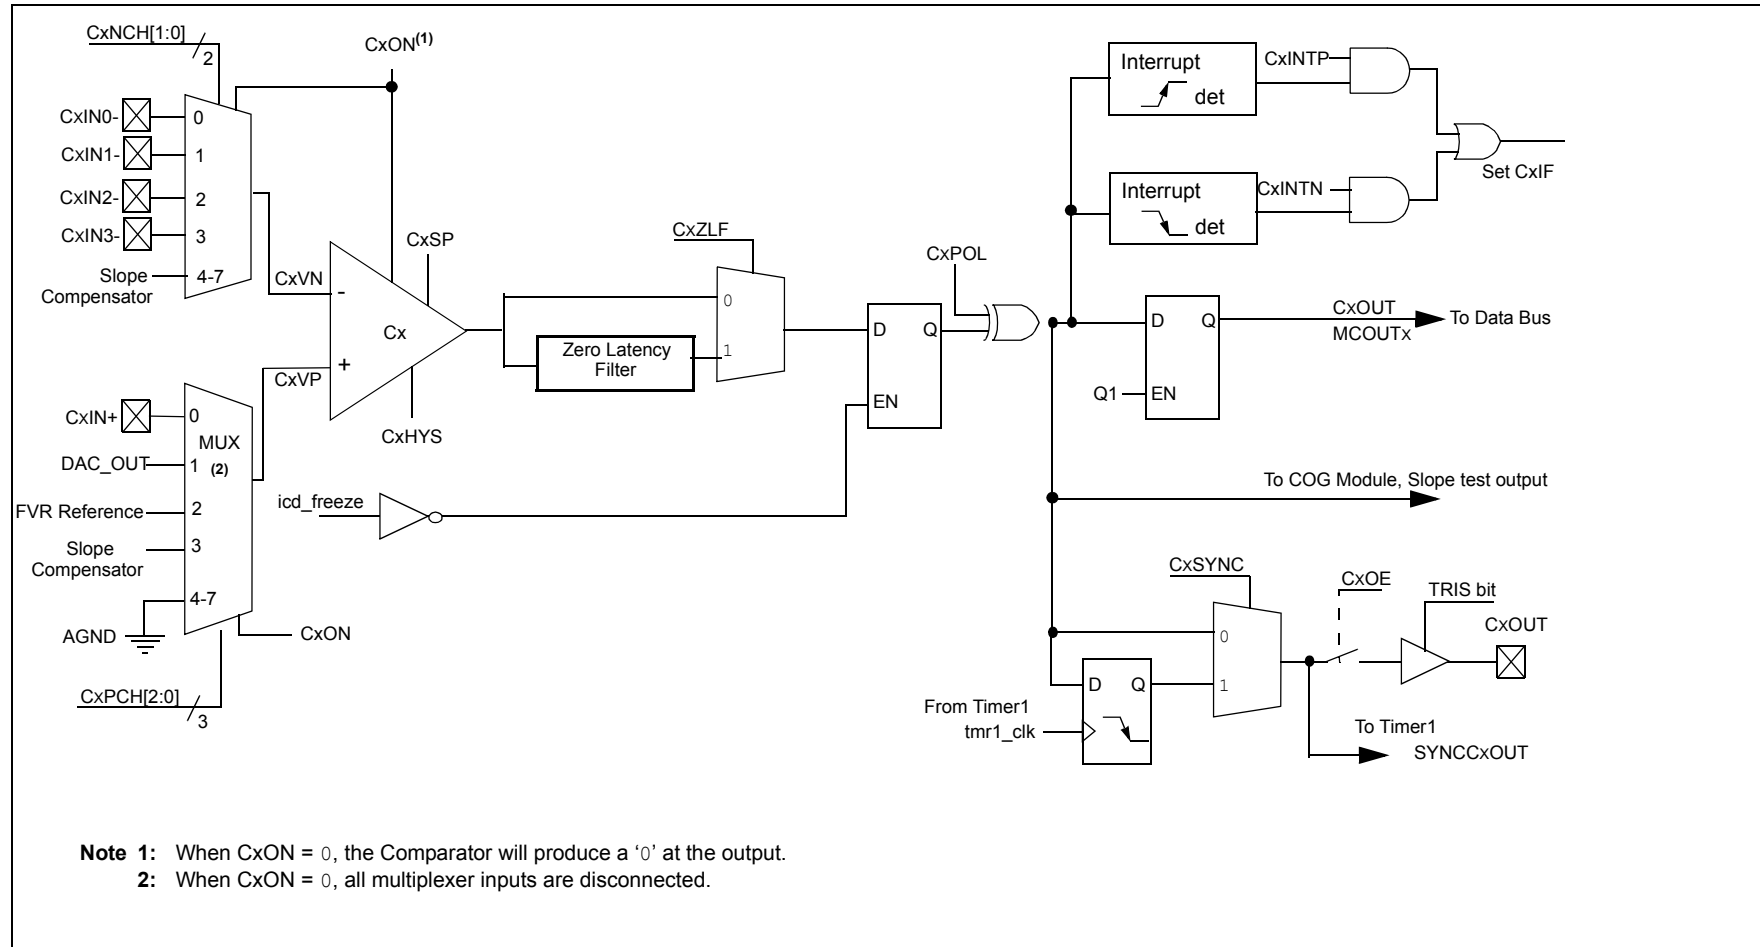 CxNCH[1:0]
2
CxON(1)
CxIN0-
0
CxIN1-
1
CxIN2-
2
CxIN3-
3
Slope
Compensator
4-7
CxVN
-
CxSP
Cx
+
CxVP
CxHYS
CxIN+
0
MUX
(2)
DAC_OUT
1
FVR Reference
2
Slope
Compensator
3
4-7
AGND
CxON
CxPCH[2:0]
3
icd_freeze
CxZLF
0
1
Zero Latency
Filter
D
Q
EN
CxPOL
Interrupt
det
CxINTP
Interrupt
det
CxINTN
Set CxIF
D
Q
Q1
EN
CxOUT
MCOUTx
To Data Bus
To COG Module, Slope test output
CxSYNC
0
1
D
Q
From Timer1
tmr1_clk
CxOE
TRIS bit
CxOUT
To Timer1
SYNCCxOUT
Note 1: When CxON = 0, the Comparator will produce a ‘0’ at the output.
2: When CxON = 0, all multiplexer inputs are disconnected.